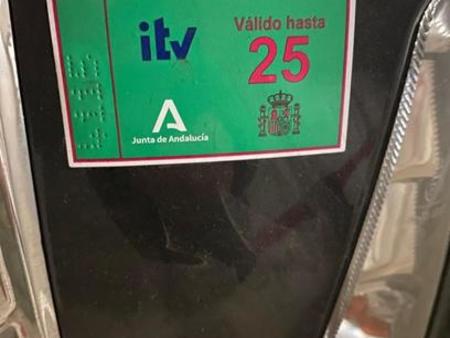 itv
Válido hasta
25
Junta de Andalucía